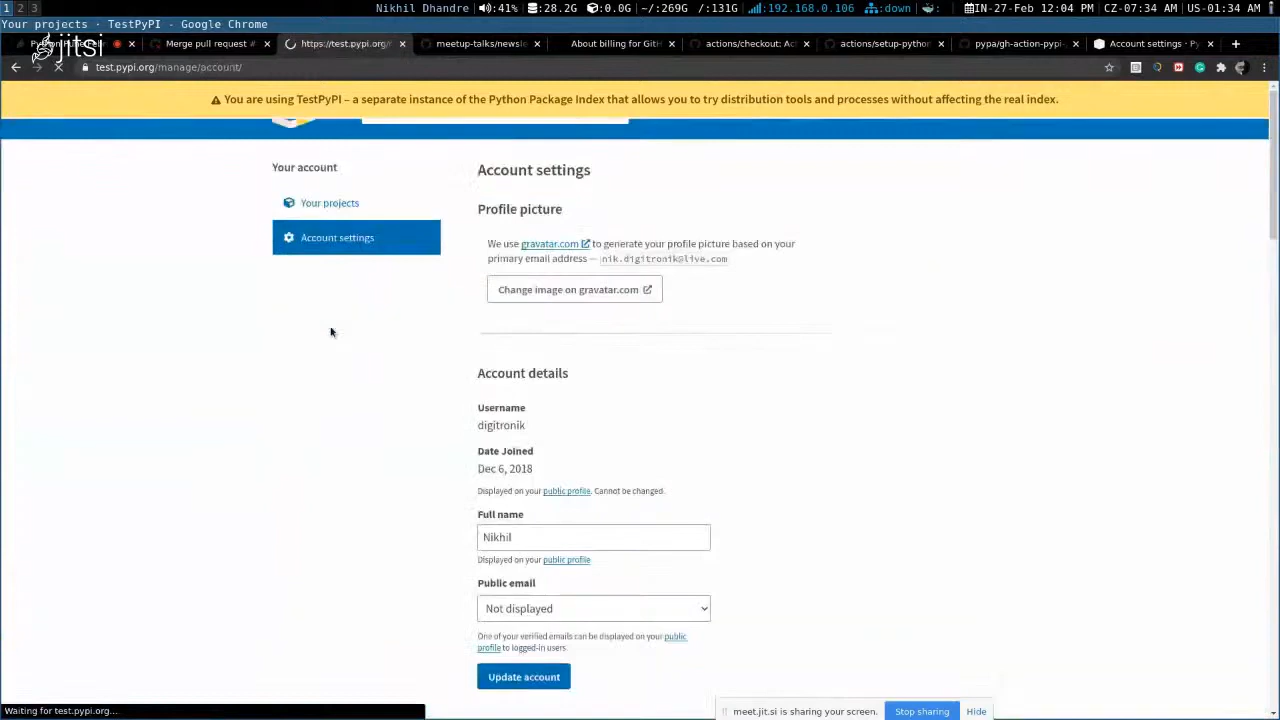 1 2 3 Nikhil Dhandre 41% 28.2G 0.0G ~/269G /131G 192.168.0.106 :down IN-27-Feb 12:04 PM CZ-07:34 AM US-01:34 AM
Your projects · TestPyPI - Google Chrome
jitsi
Merge pull request # https://test.pypi.org/ meetup-talks/newsle About billing for GitH actions/checkout: Act actions/setup-python pypa/gh-action-pypi- Account settings · Py
test.pypi.org/manage/account/
You are using TestPyPI – a separate instance of the Python Package Index that allows you to try distribution tools and processes without affecting the real index.
Your account
Your projects
Account settings
Account settings
Profile picture
We use gravatar.com to generate your profile picture based on your
primary email address — nik.digitronik@live.com
Change image on gravatar.com
Account details
Username
digitronik
Date Joined
Dec 6, 2018
Displayed on your public profile. Cannot be changed.
Full name
Nikhil
Displayed on your public profile
Public email
Not displayed
One of your verified emails can be displayed on your public
profile to logged-in users.
Update account
Waiting for test.pypi.org...
meet.jit.si is sharing your screen. Stop sharing Hide